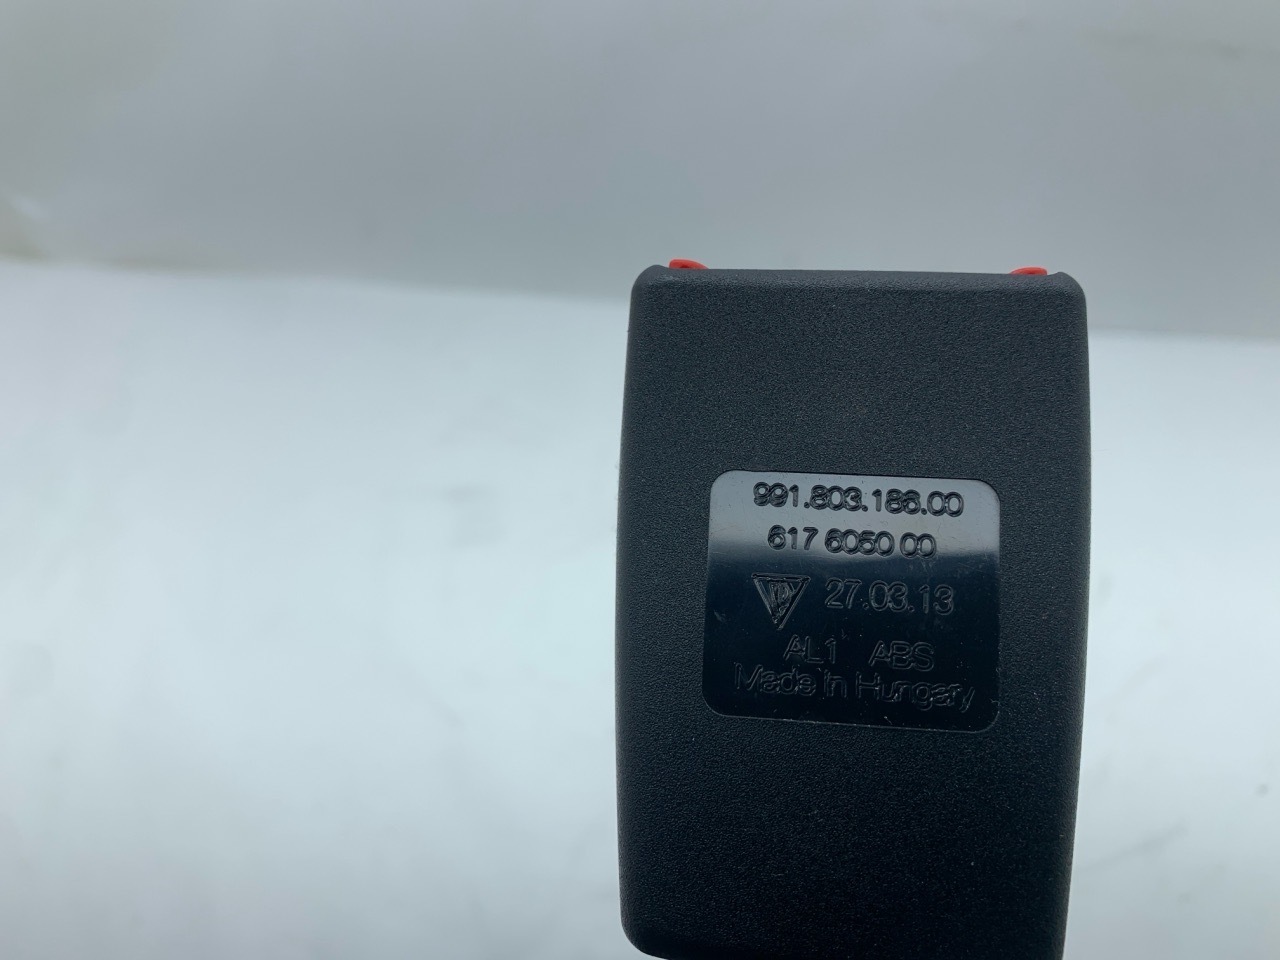 991.803.186.00
617 6050 00
27.03.13
AL1 ABS
Made in Hungary